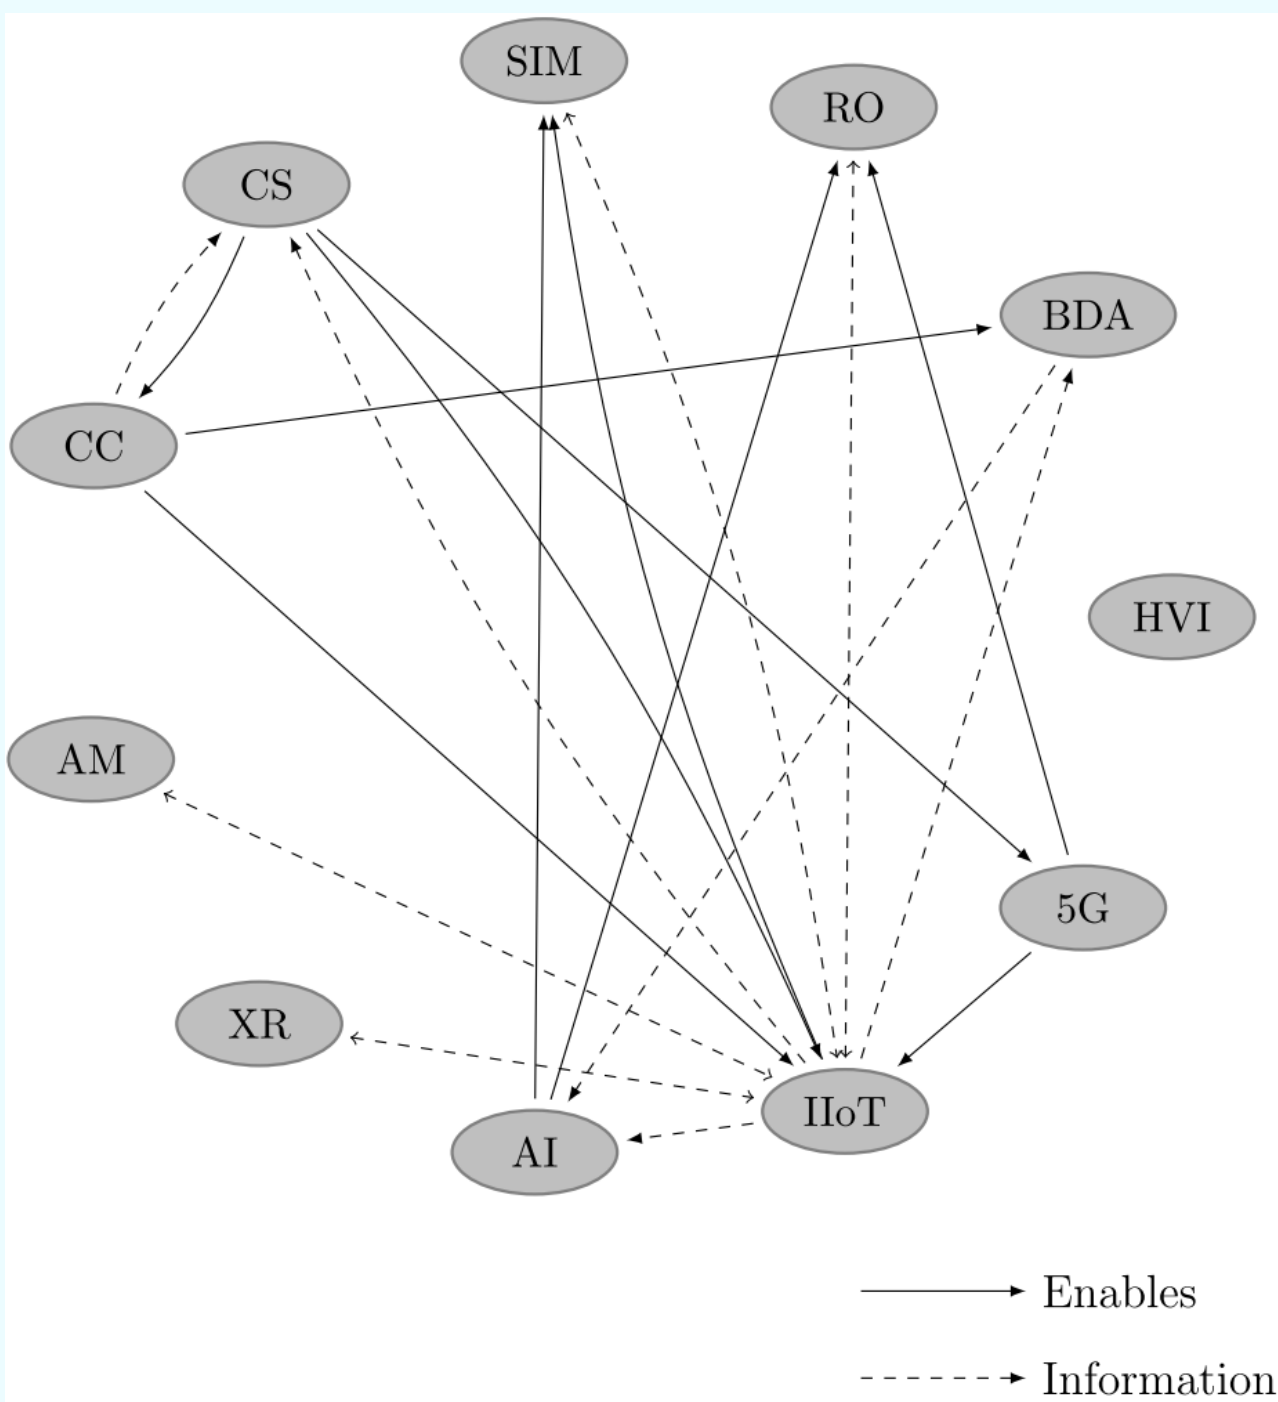 SIM
RO
CS
BDA
CC
HVI
AM
5G
XR
IIoT
AI
Enables
Information